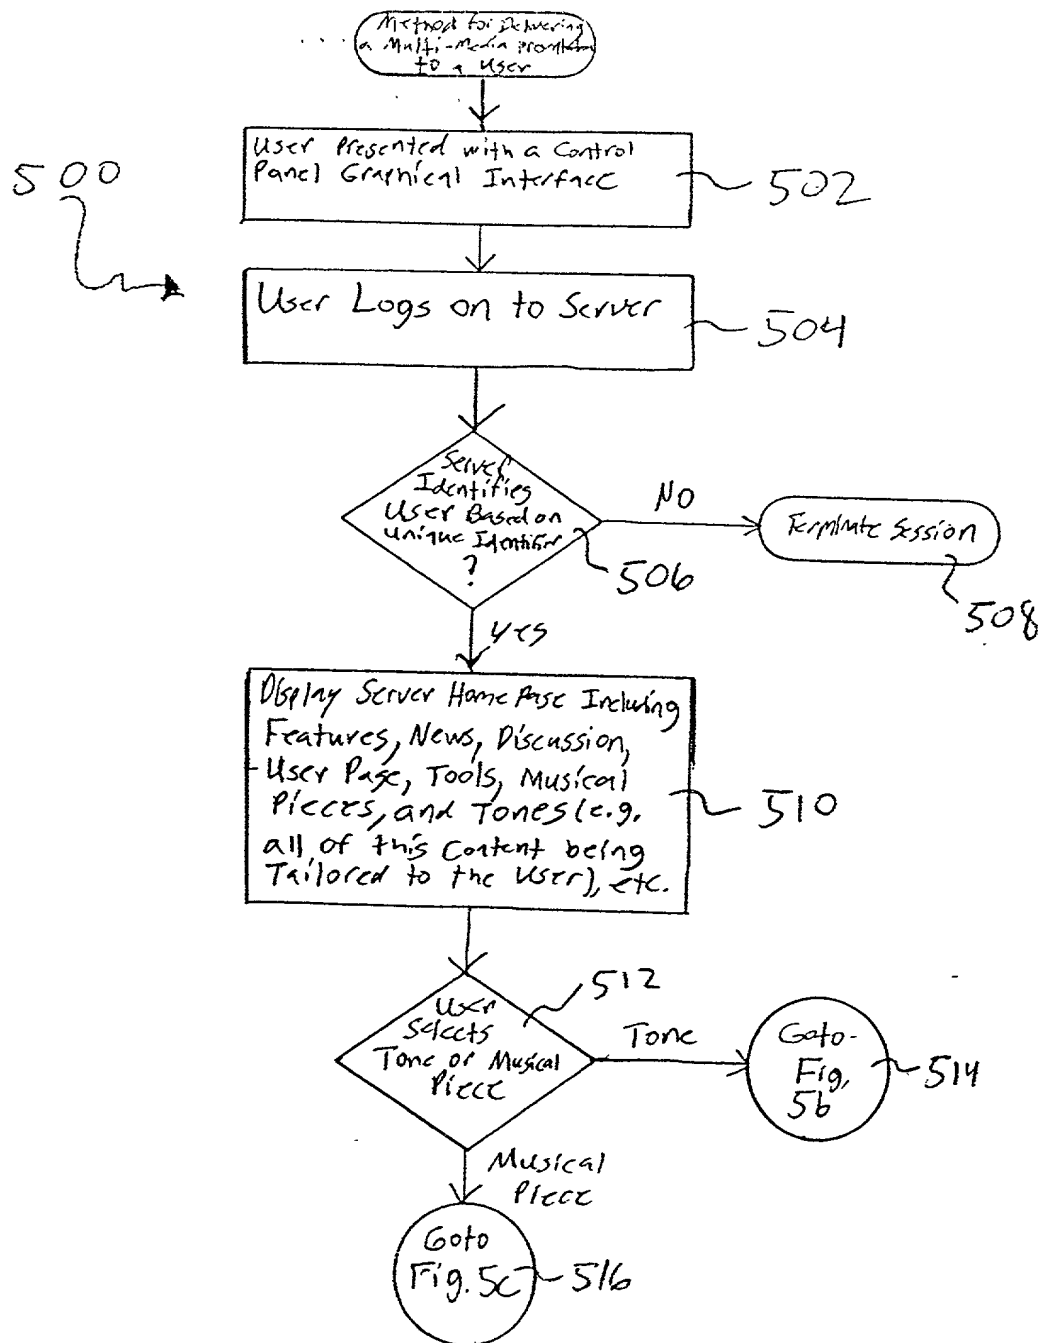 Method for Delivering
a Multi-Media
to a User
User Presented with a Control
Panel Graphical Interface
502
500
User Logs on to Server
504
Server
Identifies
User Based on
Unique Identifier
?
506
No
Terminate Session
508
Yes
Display Server Home Page Including
Features, News, Discussion,
User Page, Tools, Musical
Pieces, and Tones (e.g.
all of this Content being
Tailored to the User), etc.
510
User
Selects
Tone or Musical
Piece
512
Tone
Goto
Fig.
5b
514
Musical
Piece
Goto
Fig. 5c
516